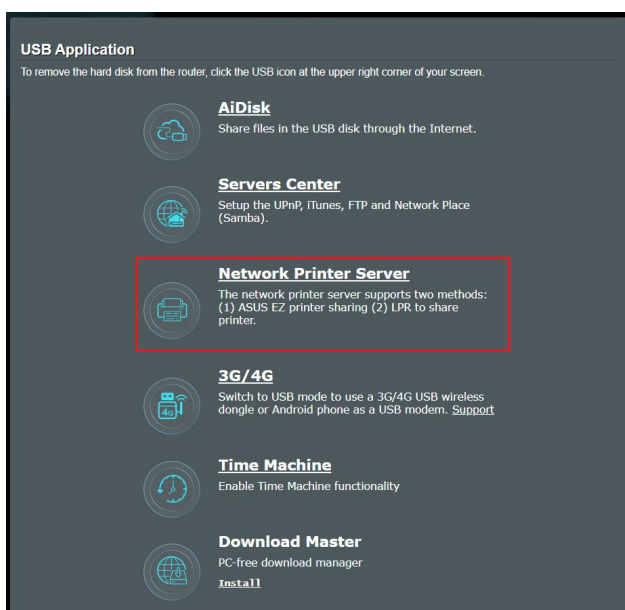 USB Application
To remove the hard disk from the router, click the USB icon at the upper right corner of your screen.
AiDisk
Share files in the USB disk through the Internet.
Servers Center
Setup the UPnP, iTunes, FTP and Network Place
(Samba).
Network Printer Server
The network printer server supports two methods:
(1) ASUS EZ printer sharing (2) LPR to share
printer.
3G/4G
4G
Switch to USB mode to use a 3G/4G USB wireless
dongle or Android phone as a USB modem. Support
Time Machine
Enable Time Machine functionality
Download Master
PC-free download manager
Install